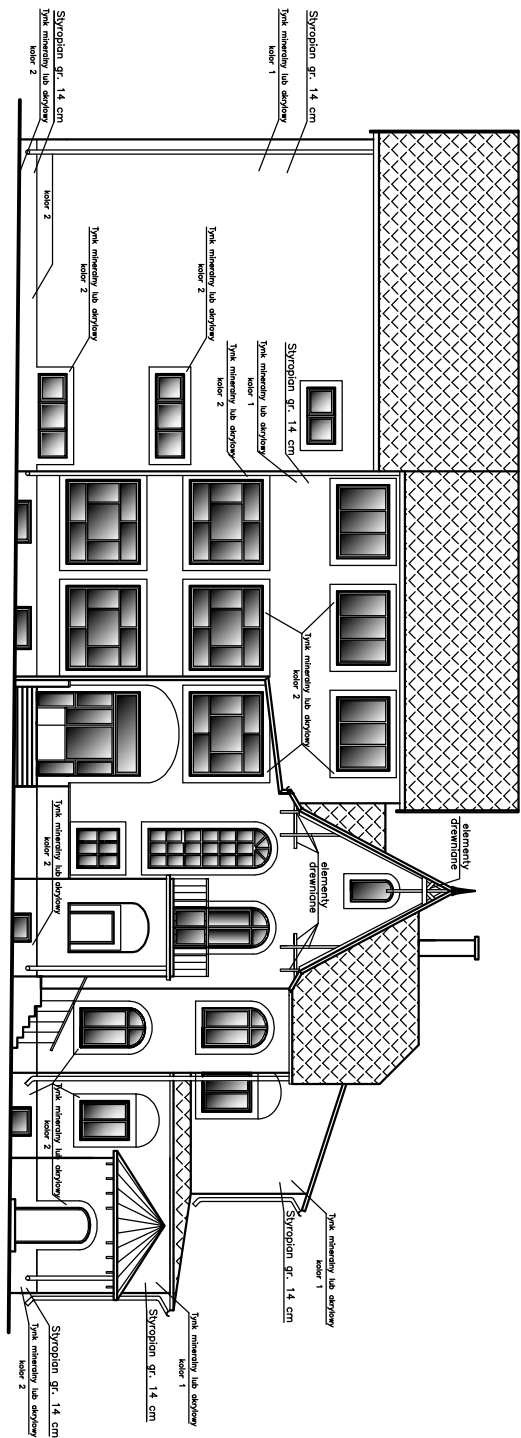 Styropian gr. 14 cm
Tynk mineralny lub akrylowy
kolor 2
Styropian gr. 14 cm
Tynk mineralny lub akrylowy
kolor 1
kolor 2
Tynk mineralny lub akrylowy
kolor 2
Tynk mineralny lub akrylowy
kolor 2
Styropian gr. 14 cm
Tynk mineralny lub akrylowy
kolor 1
Tynk mineralny lub akrylowy
kolor 2
Tynk mineralny lub akrylowy
kolor 2
elementy
drewniane
elementy
drewniane
Tynk mineralny lub akrylowy
kolor 2
Tynk mineralny lub akrylowy
kolor 2
Tynk mineralny lub akrylowy
kolor 1
Styropian gr. 14 cm
Tynk mineralny lub akrylowy
kolor 1
Styropian gr. 14 cm
Styropian gr. 14 cm
Tynk mineralny lub akrylowy
kolor 2